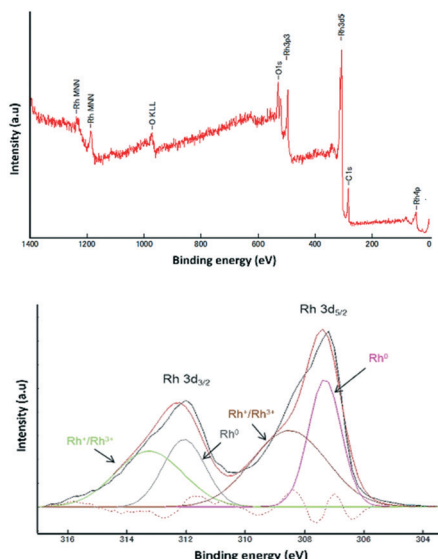 Intensity (a.u)
–Rh MNN
–Rh MNN
–O KLL
–O1s
–Rh3p3
–Rh3d5
–C1s
–Rh4p
1400 1200 1000 800 600 400 200 0
Binding energy (eV)
Intensity (a.u)
Rh 3d5/2
Rh⁰
Rh 3d3/2
Rh⁺/Rh³⁺
Rh⁺/Rh³⁺
Rh⁰
316 314 312 310 308 306 304
Binding energy (eV)